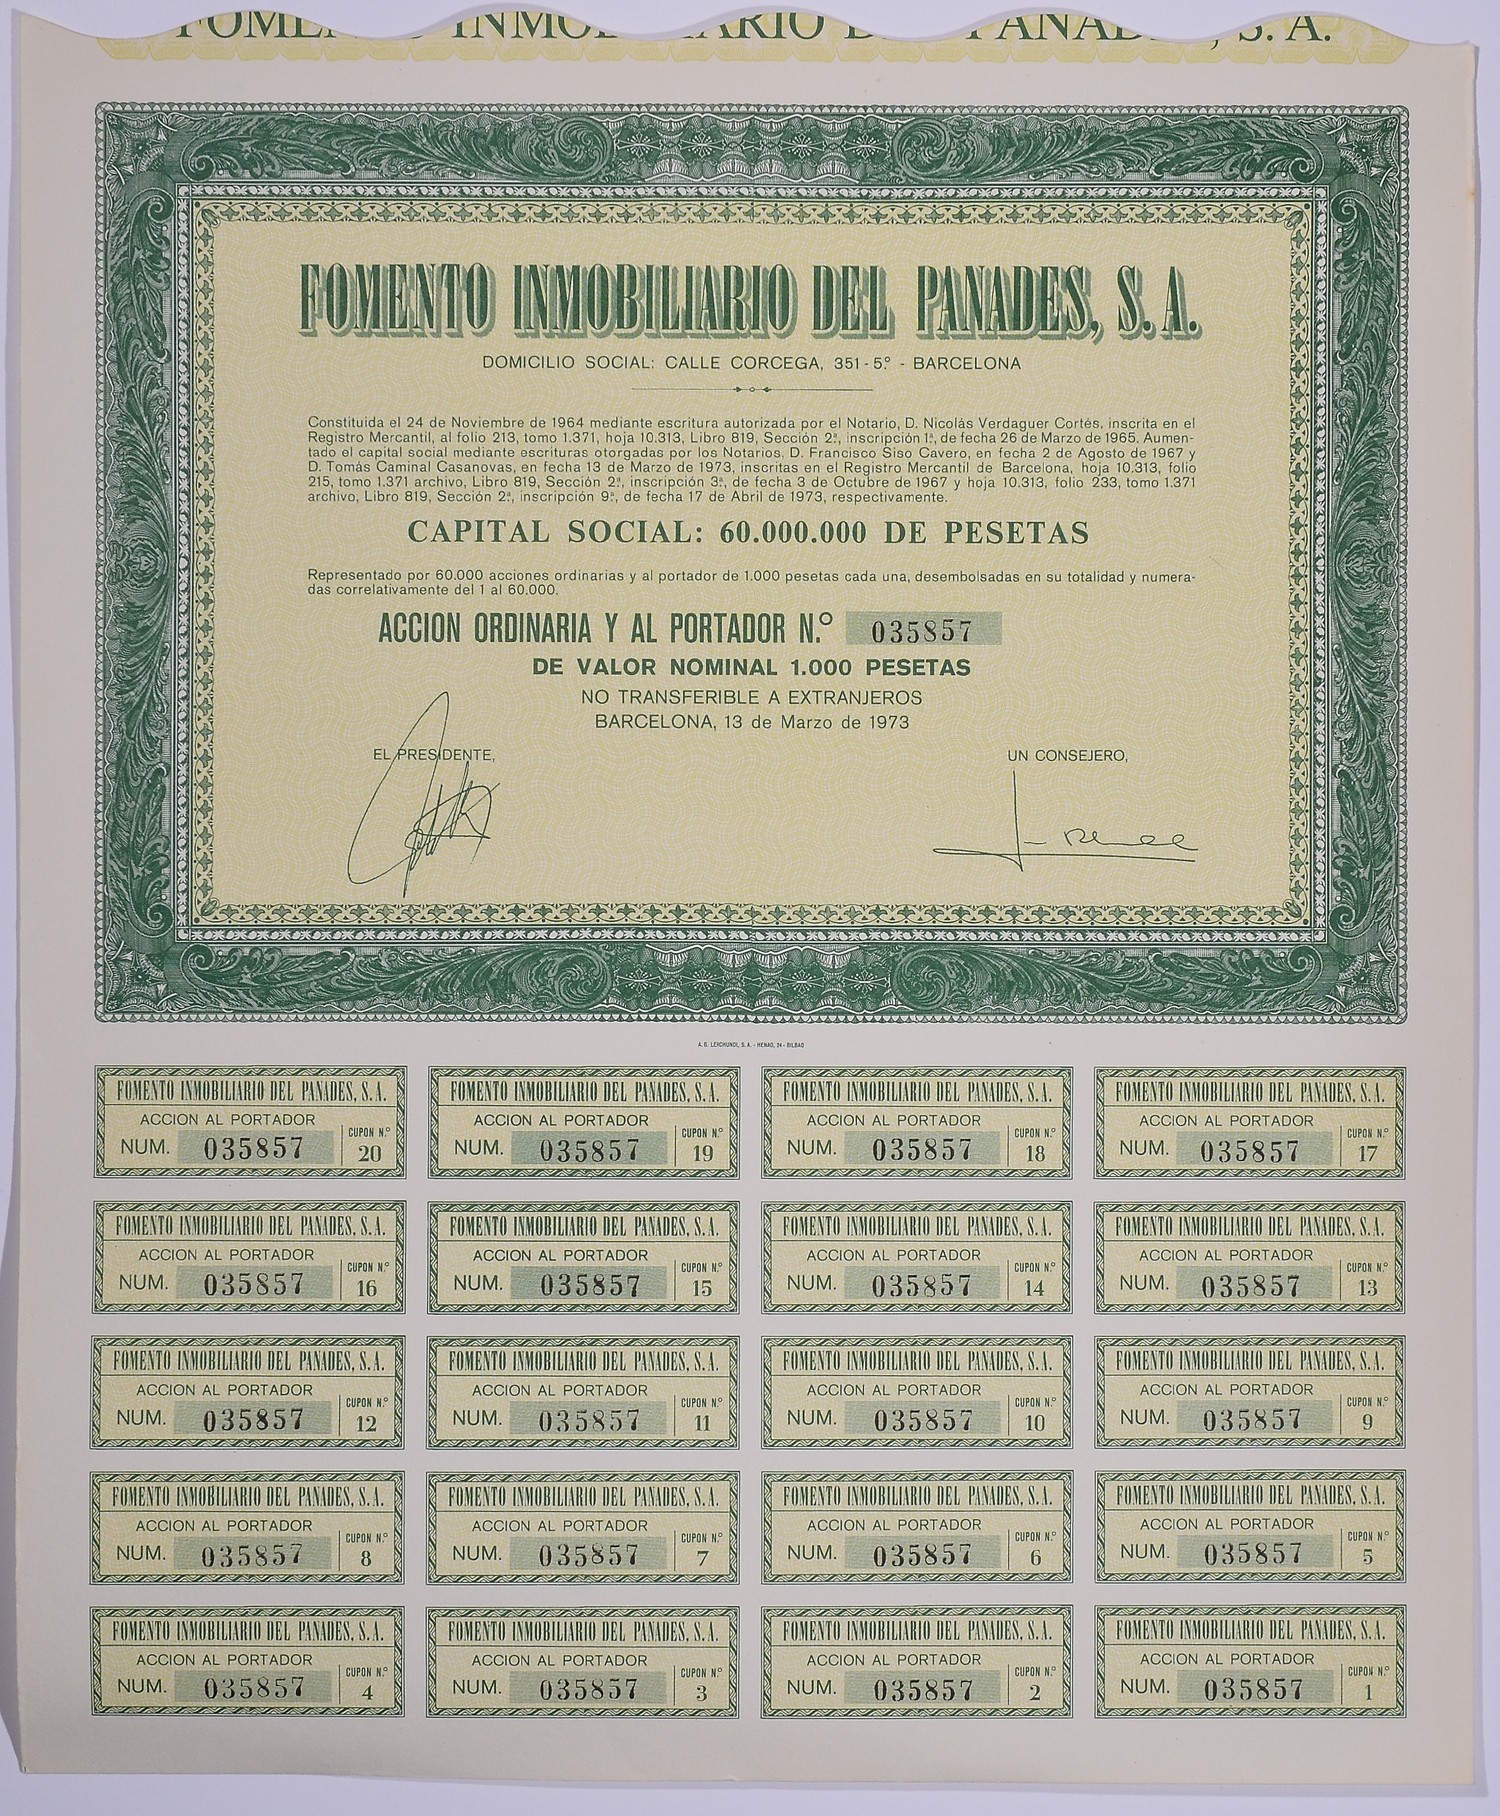 FOMENTO INMOBILIARIO DEL PANADES, S. A.
FOMENTO INMOBILIARIO DEL PANADES, S. A.
DOMICILIO SOCIAL: CALLE CORCEGA, 351 - 5.º - BARCELONA
Constituida el 24 de Noviembre de 1964 mediante escritura autorizada por el Notario, D. Nicolás Verdaguer Cortés, inscrita en el
Registro Mercantil, al folio 213, tomo 1.371, hoja 10.313, Libro 819, Sección 2ª, inscripción 1ª, de fecha 26 de Marzo de 1965. Aumen-
tado el capital social mediante escrituras otorgadas por los Notarios, D. Francisco Siso Cavero, en fecha 2 de Agosto de 1967 y
D. Tomás Caminal Casanovas, en fecha 13 de Marzo de 1973, inscritas en el Registro Mercantil de Barcelona, hoja 10.313, folio
215, tomo 1.371 archivo, Libro 819, Sección 2ª, inscripción 3ª, de fecha 3 de Octubre de 1967 y hoja 10.313, folio 233, tomo 1.371
archivo, Libro 819, Sección 2ª, inscripción 9ª, de fecha 17 de Abril de 1973, respectivamente.
CAPITAL SOCIAL: 60.000.000 DE PESETAS
Representado por 60.000 acciones ordinarias y al portador de 1.000 pesetas cada una, desembolsadas en su totalidad y numera-
das correlativamente del 1 al 60.000.
ACCION ORDINARIA Y AL PORTADOR N.º 035857
DE VALOR NOMINAL 1.000 PESETAS
NO TRANSFERIBLE A EXTRANJEROS
BARCELONA, 13 de Marzo de 1973
EL PRESIDENTE, UN CONSEJERO,
A. G. LERCHUNDI, S. A. - HENAO, 24 - BILBAO
FOMENTO INMOBILIARIO DEL PANADES, S. A.
ACCION AL PORTADOR
NUM. 035857 CUPON N.º 20
FOMENTO INMOBILIARIO DEL PANADES, S. A.
ACCION AL PORTADOR
NUM. 035857 CUPON N.º 19
FOMENTO INMOBILIARIO DEL PANADES, S. A.
ACCION AL PORTADOR
NUM. 035857 CUPON N.º 18
FOMENTO INMOBILIARIO DEL PANADES, S. A.
ACCION AL PORTADOR
NUM. 035857 CUPON N.º 17
FOMENTO INMOBILIARIO DEL PANADES, S. A.
ACCION AL PORTADOR
NUM. 035857 CUPON N.º 16
FOMENTO INMOBILIARIO DEL PANADES, S. A.
ACCION AL PORTADOR
NUM. 035857 CUPON N.º 15
FOMENTO INMOBILIARIO DEL PANADES, S. A.
ACCION AL PORTADOR
NUM. 035857 CUPON N.º 14
FOMENTO INMOBILIARIO DEL PANADES, S. A.
ACCION AL PORTADOR
NUM. 035857 CUPON N.º 13
FOMENTO INMOBILIARIO DEL PANADES, S. A.
ACCION AL PORTADOR
NUM. 035857 CUPON N.º 12
FOMENTO INMOBILIARIO DEL PANADES, S. A.
ACCION AL PORTADOR
NUM. 035857 CUPON N.º 11
FOMENTO INMOBILIARIO DEL PANADES, S. A.
ACCION AL PORTADOR
NUM. 035857 CUPON N.º 10
FOMENTO INMOBILIARIO DEL PANADES, S. A.
ACCION AL PORTADOR
NUM. 035857 CUPON N.º 9
FOMENTO INMOBILIARIO DEL PANADES, S. A.
ACCION AL PORTADOR
NUM. 035857 CUPON N.º 8
FOMENTO INMOBILIARIO DEL PANADES, S. A.
ACCION AL PORTADOR
NUM. 035857 CUPON N.º 7
FOMENTO INMOBILIARIO DEL PANADES, S. A.
ACCION AL PORTADOR
NUM. 035857 CUPON N.º 6
FOMENTO INMOBILIARIO DEL PANADES, S. A.
ACCION AL PORTADOR
NUM. 035857 CUPON N.º 5
FOMENTO INMOBILIARIO DEL PANADES, S. A.
ACCION AL PORTADOR
NUM. 035857 CUPON N.º 4
FOMENTO INMOBILIARIO DEL PANADES, S. A.
ACCION AL PORTADOR
NUM. 035857 CUPON N.º 3
FOMENTO INMOBILIARIO DEL PANADES, S. A.
ACCION AL PORTADOR
NUM. 035857 CUPON N.º 2
FOMENTO INMOBILIARIO DEL PANADES, S. A.
ACCION AL PORTADOR
NUM. 035857 CUPON N.º 1